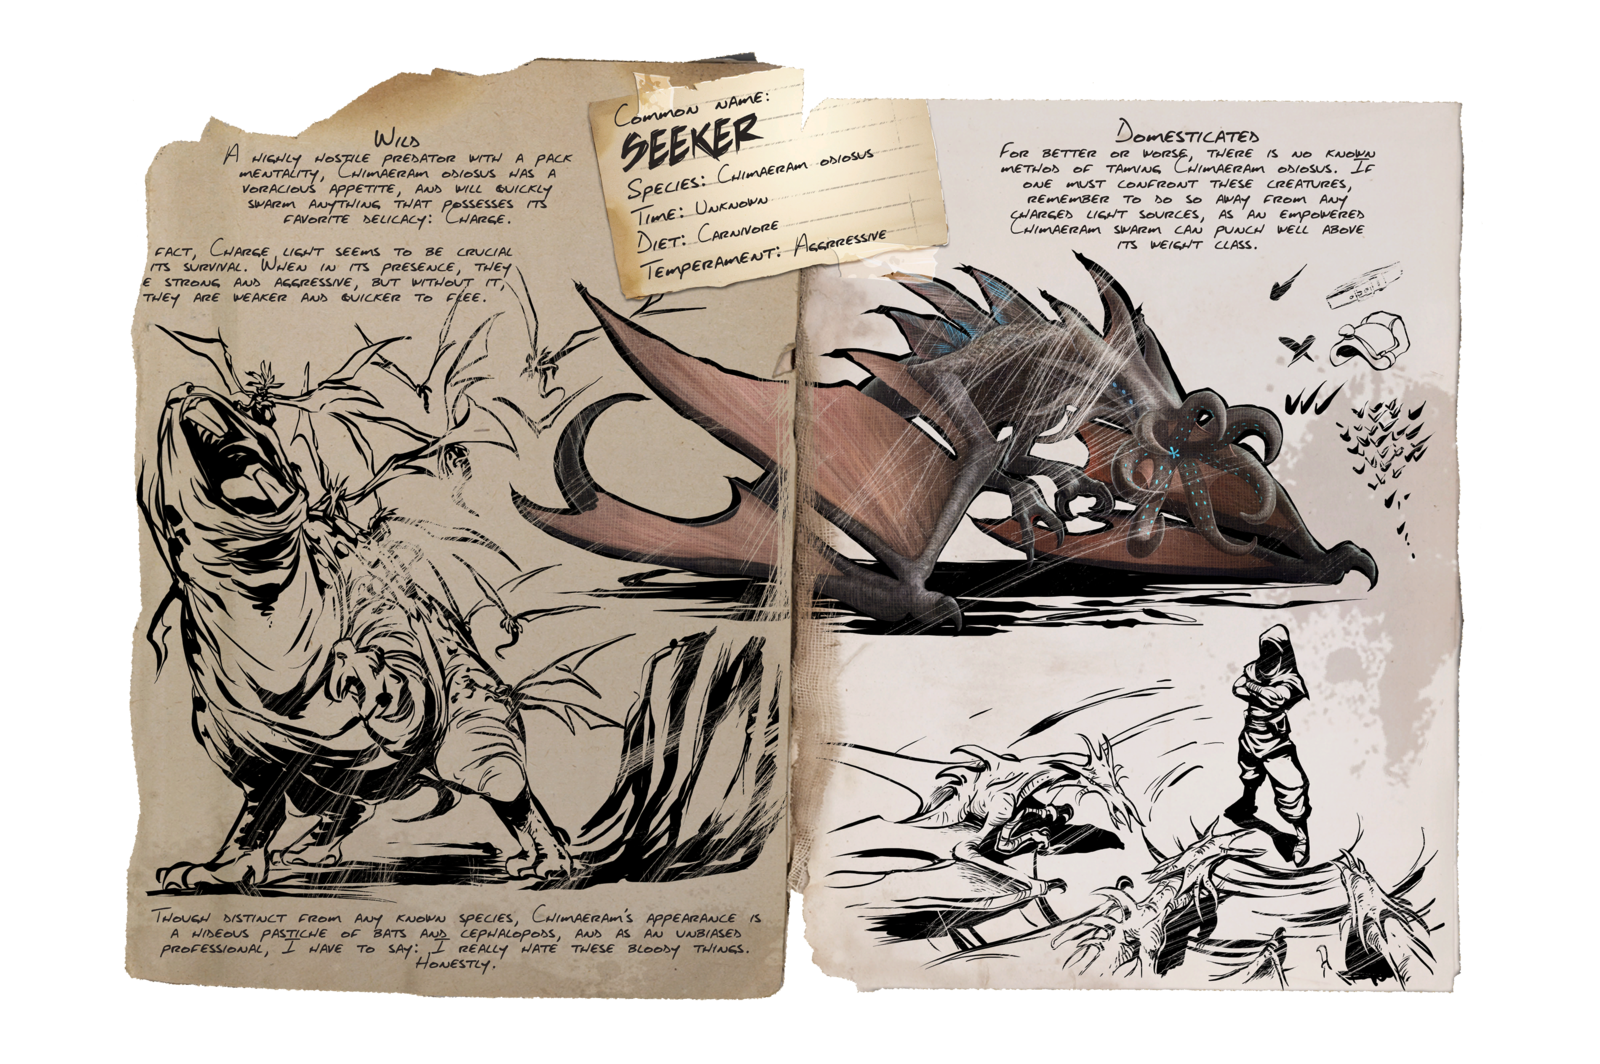 Common name:
SEEKER
Species: Chimaeram odiosus
Time: Unknown
Diet: Carnivore
Temperament: Aggrressive
Wild
A highly hostile predator with a pack
mentality, Chimaeram odiosus has a
voracious appetite, and will quickly
swarm anything that possesses its
favorite delicacy: Charge.
fact, Charge light seems to be crucial
its survival. When in its presence, they
e strong and aggressive, but without it,
they are weaker and quicker to flee.
Though distinct from any known species, Chimaeram's appearance is
a hideous pastiche of bats and cephalopods, and as an unbiased
professional, I have to say: I really hate these bloody things.
Honestly.
Domesticated
For better or worse, there is no known
method of taming Chimaeram odiosus. If
one must confront these creatures,
remember to do so away from any
charged light sources, as an empowered
Chimaeram swarm can punch well above
its weight class.